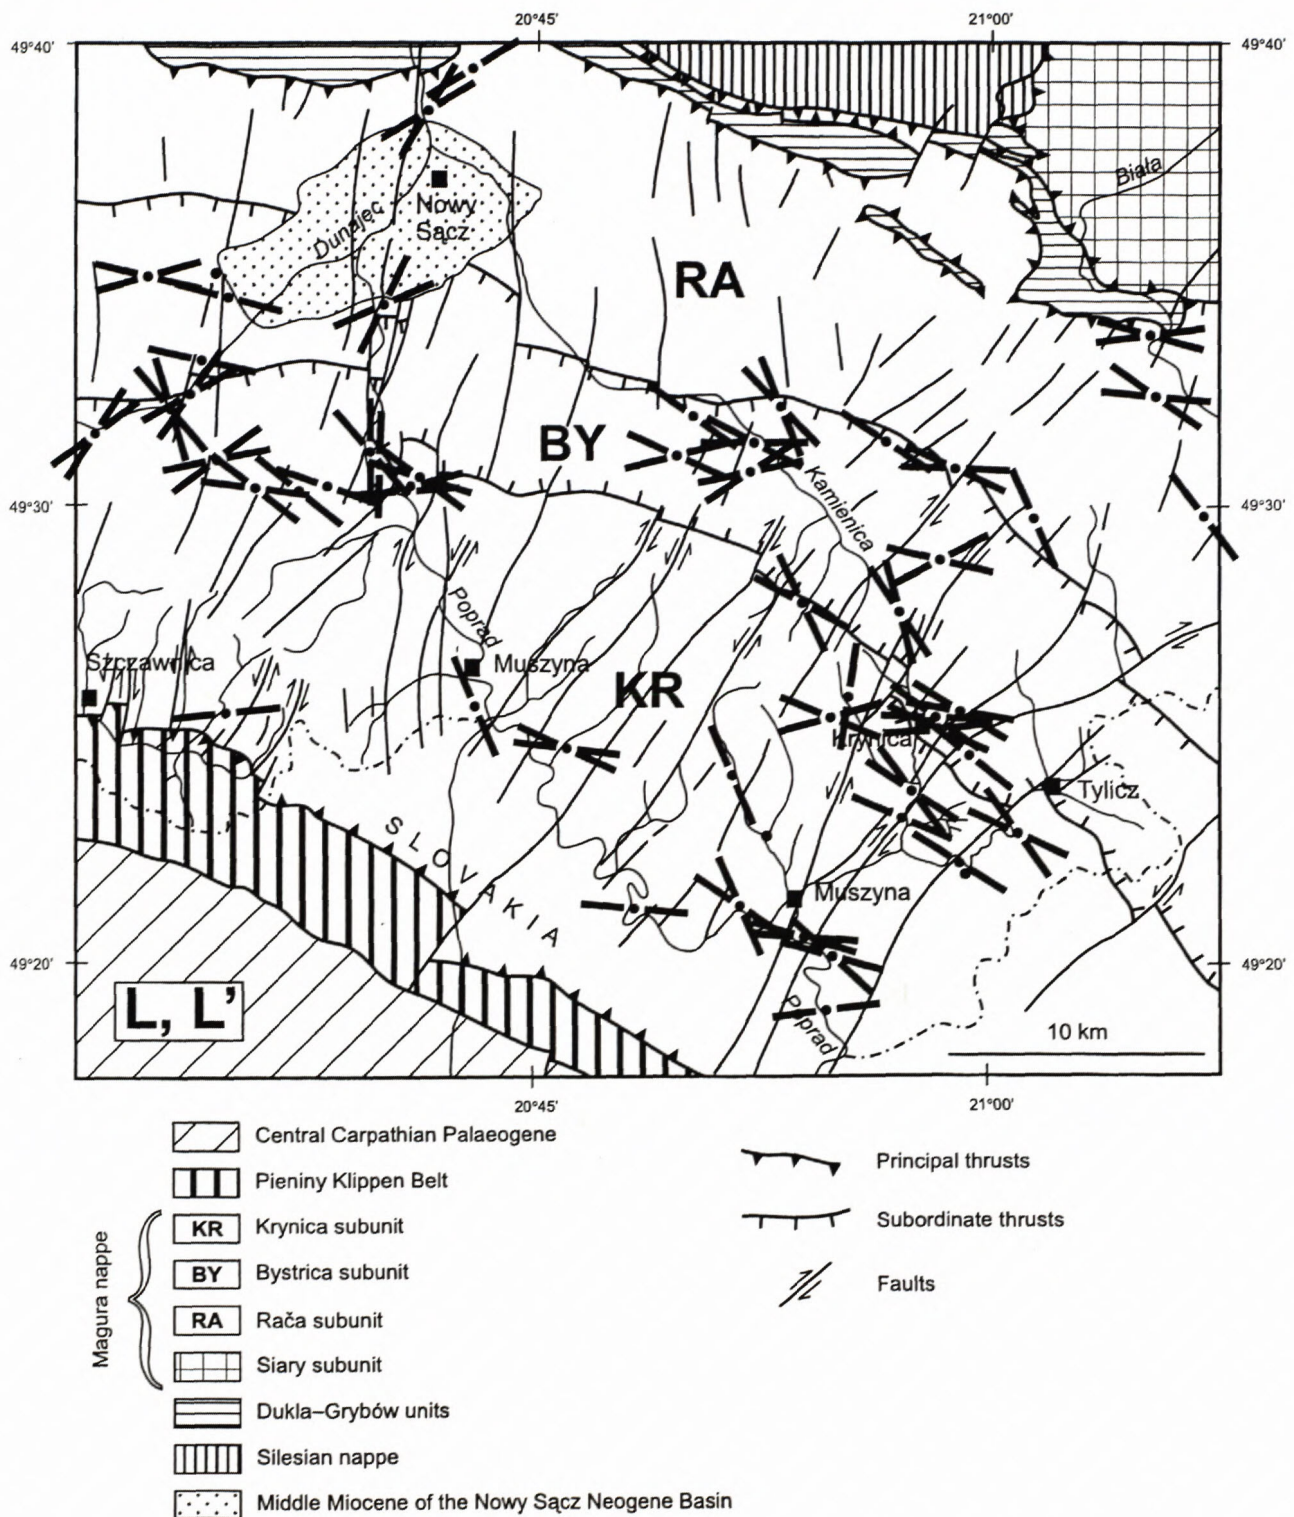 20°45'
21°00'
49°40'
49°40'
Biała
Nowy
Sącz
Dunajec
RA
BY
Kamienica
49°30'
49°30'
Poprad
Szczawnica
Muszyna
KR
Krynica
Tylicz
SLOVAKIA
Muszyna
49°20'
49°20'
L, L'
Poprad
10 km
20°45'
21°00'
Central Carpathian Palaeogene
Pieniny Klippen Belt
KR Krynica subunit
BY Bystrica subunit
RA Rača subunit
Siary subunit
Magura nappe
Dukla–Grybów units
Silesian nappe
Middle Miocene of the Nowy Sącz Neogene Basin
Principal thrusts
Subordinate thrusts
Faults